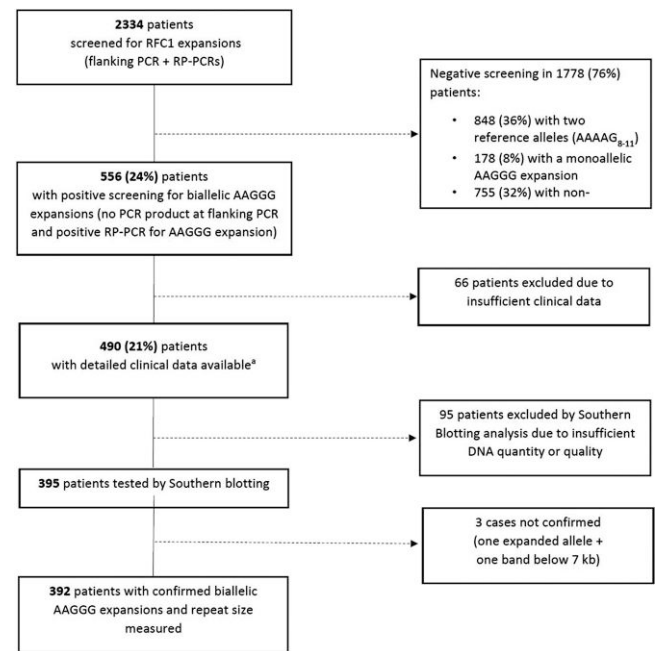 2334 patients
screened for RFC1 expansions
(flanking PCR + RP-PCRs)
Negative screening in 1778 (76%)
patients:
• 848 (36%) with two
reference alleles (AAAAG8-11)
• 178 (8%) with a monoallelic
AAGGG expansion
• 755 (32%) with non-
556 (24%) patients
with positive screening for biallelic AAGGG
expansions (no PCR product at flanking PCR
and positive RP-PCR for AAGGG expansion)
66 patients excluded due to
insufficient clinical data
490 (21%) patients
with detailed clinical data availableᵃ
95 patients excluded by Southern
Blotting analysis due to insufficient
DNA quantity or quality
395 patients tested by Southern blotting
3 cases not confirmed
(one expanded allele +
one band below 7 kb)
392 patients with confirmed biallelic
AAGGG expansions and repeat size
measured